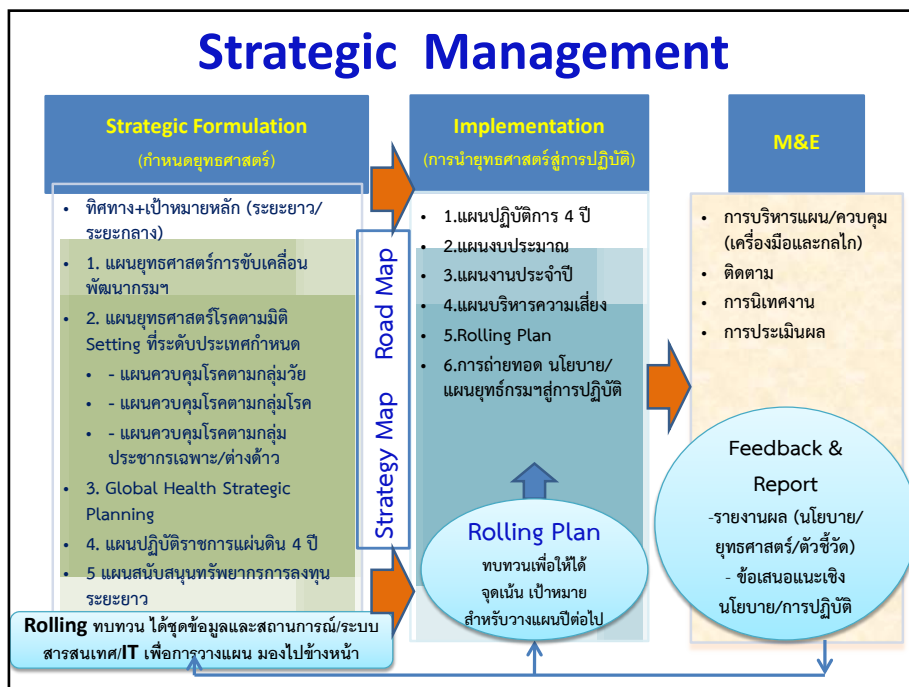 Strategic Management
Strategic Formulation
(กำหนดยุทธศาสตร์)
• ทิศทาง+เป้าหมายหลัก (ระยะยาว/
ระยะกลาง)
• 1. แผนยุทธศาสตร์การขับเคลื่อน
พัฒนากรมฯ
• 2. แผนยุทธศาสตร์โรคตามมิติ
Setting ที่ระดับประเทศกำหนด
• - แผนควบคุมโรคตามกลุ่มวัย
• - แผนควบคุมโรคตามกลุ่มโรค
• - แผนควบคุมโรคตามกลุ่ม
ประชากรเฉพาะ/ต่างด้าว
• 3. Global Health Strategic
Planning
• 4. แผนปฏิบัติราชการแผ่นดิน 4 ปี
• 5 แผนสนับสนุนทรัพยากรการลงทุน
ระยะยาว
Rolling ทบทวน ได้ชุดข้อมูลและสถานการณ์/ระบบ
สารสนเทศ/IT เพื่อการวางแผน มองไปข้างหน้า
Strategy Map Road Map
Implementation
(การนำยุทธศาสตร์สู่การปฏิบัติ)
• 1.แผนปฏิบัติการ 4 ปี
• 2.แผนงบประมาณ
• 3.แผนงานประจำปี
• 4.แผนบริหารความเสี่ยง
• 5.Rolling Plan
• 6.การถ่ายทอด นโยบาย/
แผนยุทธ์กรมฯสู่การปฏิบัติ
Rolling Plan
ทบทวนเพื่อให้ได้
จุดเน้น เป้าหมาย
สำหรับวางแผนปีต่อไป
M&E
• การบริหารแผน/ควบคุม
(เครื่องมือและกลไก)
• ติดตาม
• การนิเทศงาน
• การประเมินผล
Feedback &
Report
-รายงานผล (นโยบาย/
ยุทธศาสตร์/ตัวชี้วัด)
- ข้อเสนอแนะเชิง
นโยบาย/การปฏิบัติ